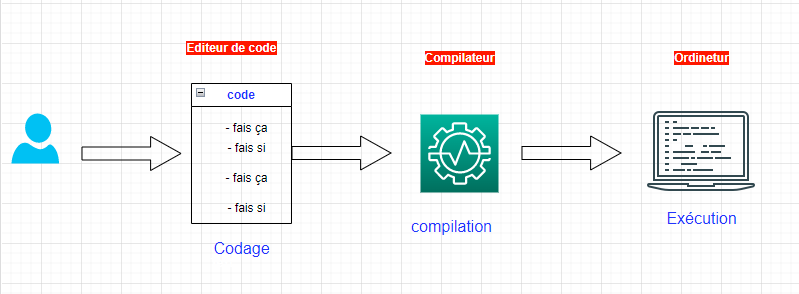 Editeur de code
Compilateur
Ordinetur
code
- fais ça
- fais si
- fais ça
- fais si
Codage
compilation
Exécution